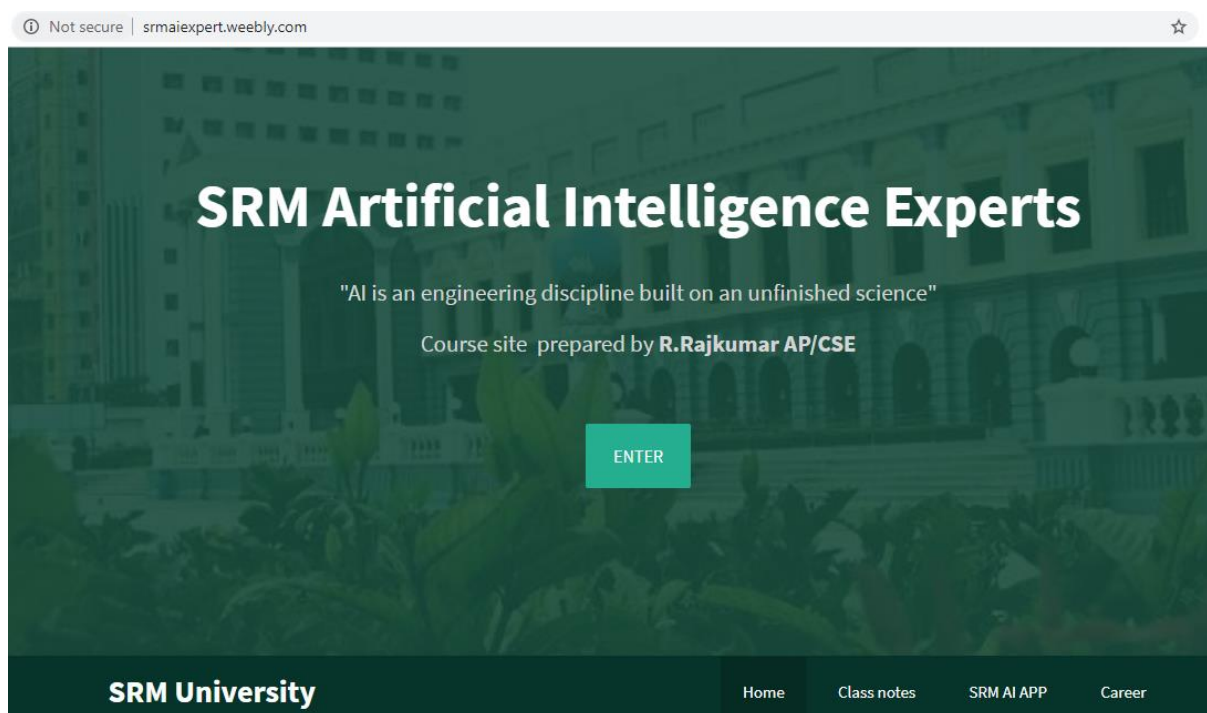 Not secure | srmaiexpert.weebly.com
SRM Artificial Intelligence Experts
"AI is an engineering discipline built on an unfinished science"
Course site prepared by R.Rajkumar AP/CSE
ENTER
SRM University
Home Class notes SRM AI APP Career